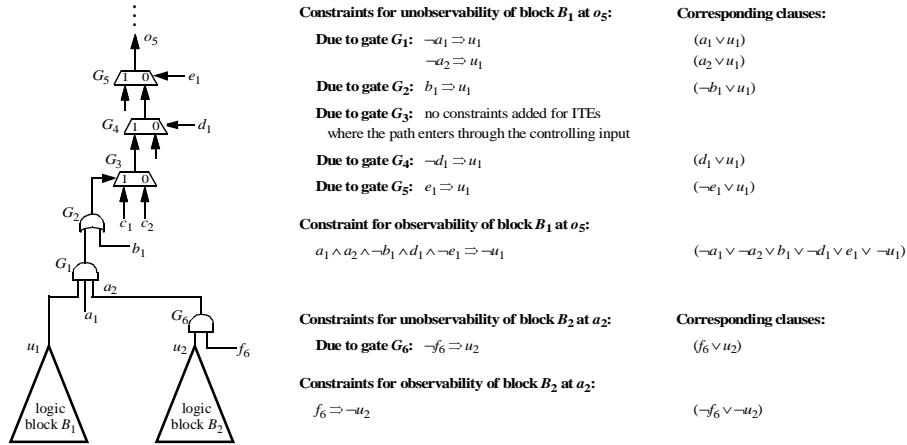 o5
G5 1 0 e1
G4 1 0 d1
G3
1 0
c1 c2
G2
b1
G1
a2
a1
G6
u1 u2 f6
logic block B1
logic block B2
Constraints for unobservability of block B1 at o5: Corresponding clauses:
Due to gate G1: ¬a1 ⇒ u1 (a1 ∨ u1)
¬a2 ⇒ u1 (a2 ∨ u1)
Due to gate G2: b1 ⇒ u1 (¬b1 ∨ u1)
Due to gate G3: no constraints added for ITEs
where the path enters through the controlling input
Due to gate G4: ¬d1 ⇒ u1 (d1 ∨ u1)
Due to gate G5: e1 ⇒ u1 (¬e1 ∨ u1)
Constraint for observability of block B1 at o5:
a1 ∧ a2 ∧ ¬b1 ∧ d1 ∧ ¬e1 ⇒ ¬u1 (¬a1 ∨ ¬a2 ∨ b1 ∨ ¬d1 ∨ e1 ∨ ¬u1)
Constraints for unobservability of block B2 at a2: Corresponding clauses:
Due to gate G6: ¬f6 ⇒ u2 (f6 ∨ u2)
Constraints for observability of block B2 at a2:
f6 ⇒ ¬u2 (¬f6 ∨ ¬u2)